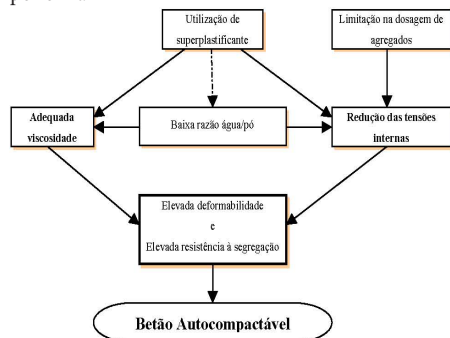 Utilização de
superplastificante
Limitação na dosagem de
agregados
Adequada
viscosidade
Baixa razão água/pó
Redução das tensões
internas
Elevada deformabilidade
e
Elevada resistência à segregação
Betão Autocompactável